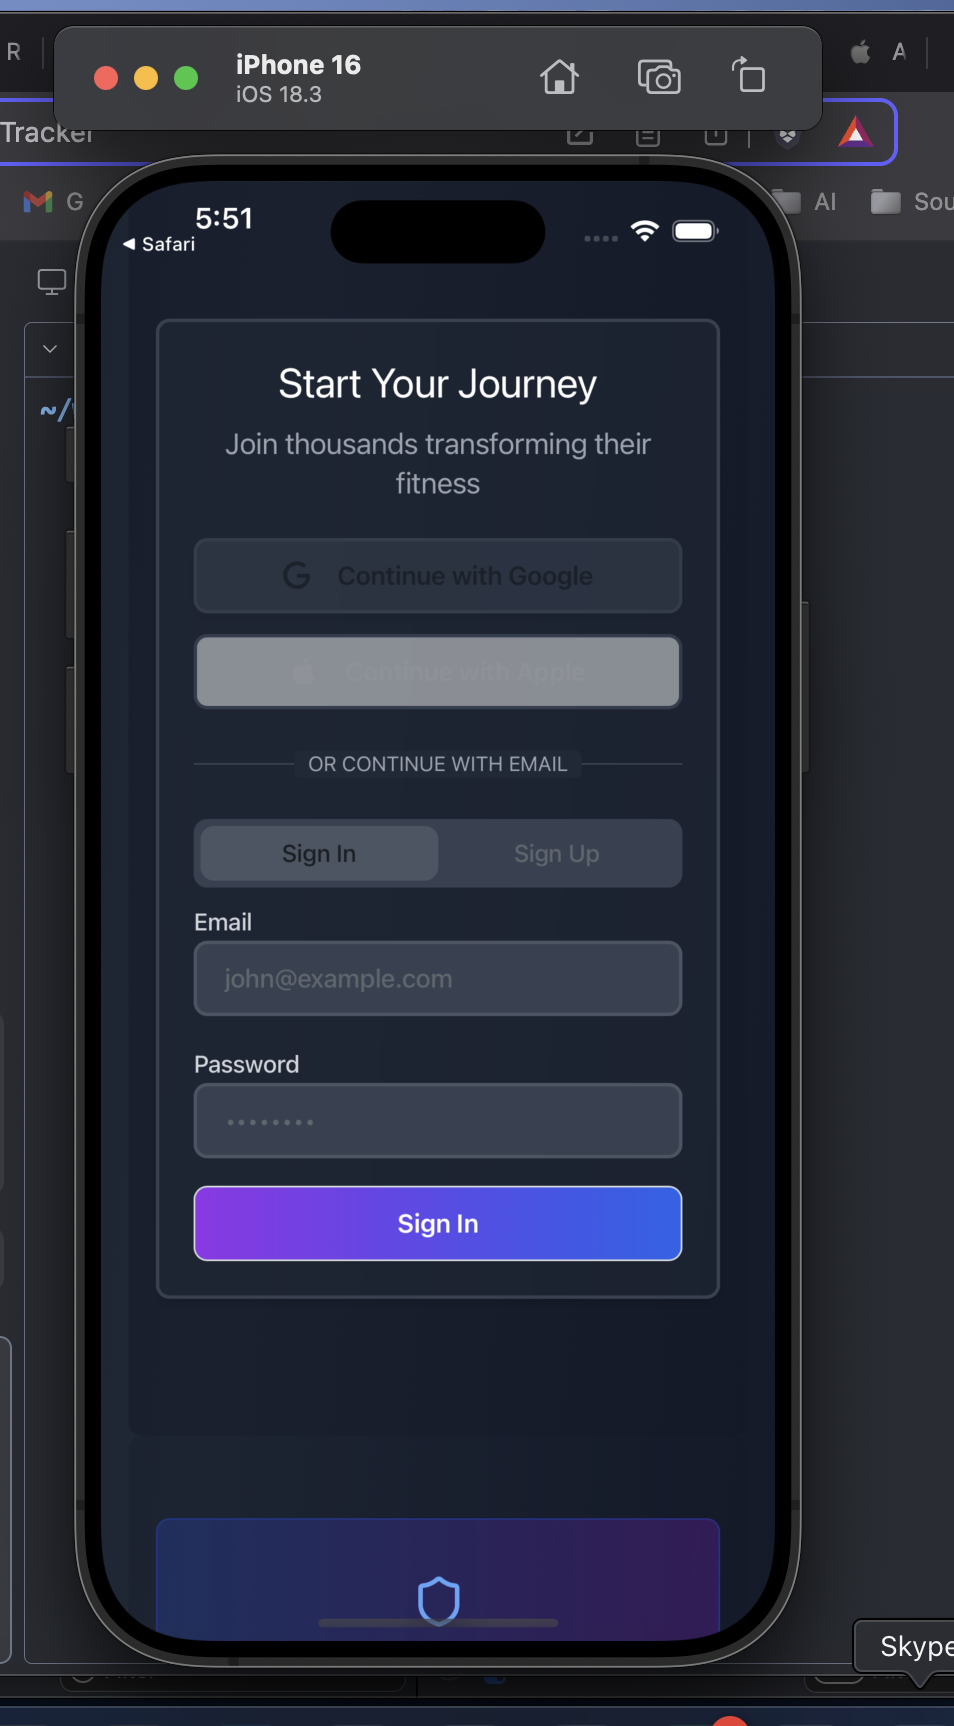 R
iPhone 16
iOS 18.3
A
Tracker
G
AI
5:51
Safari
~/
Start Your Journey
Join thousands transforming their
fitness
Continue with Google
Continue with Apple
OR CONTINUE WITH EMAIL
Sign In
Sign Up
Email
john@example.com
Password
Sign In
Skype